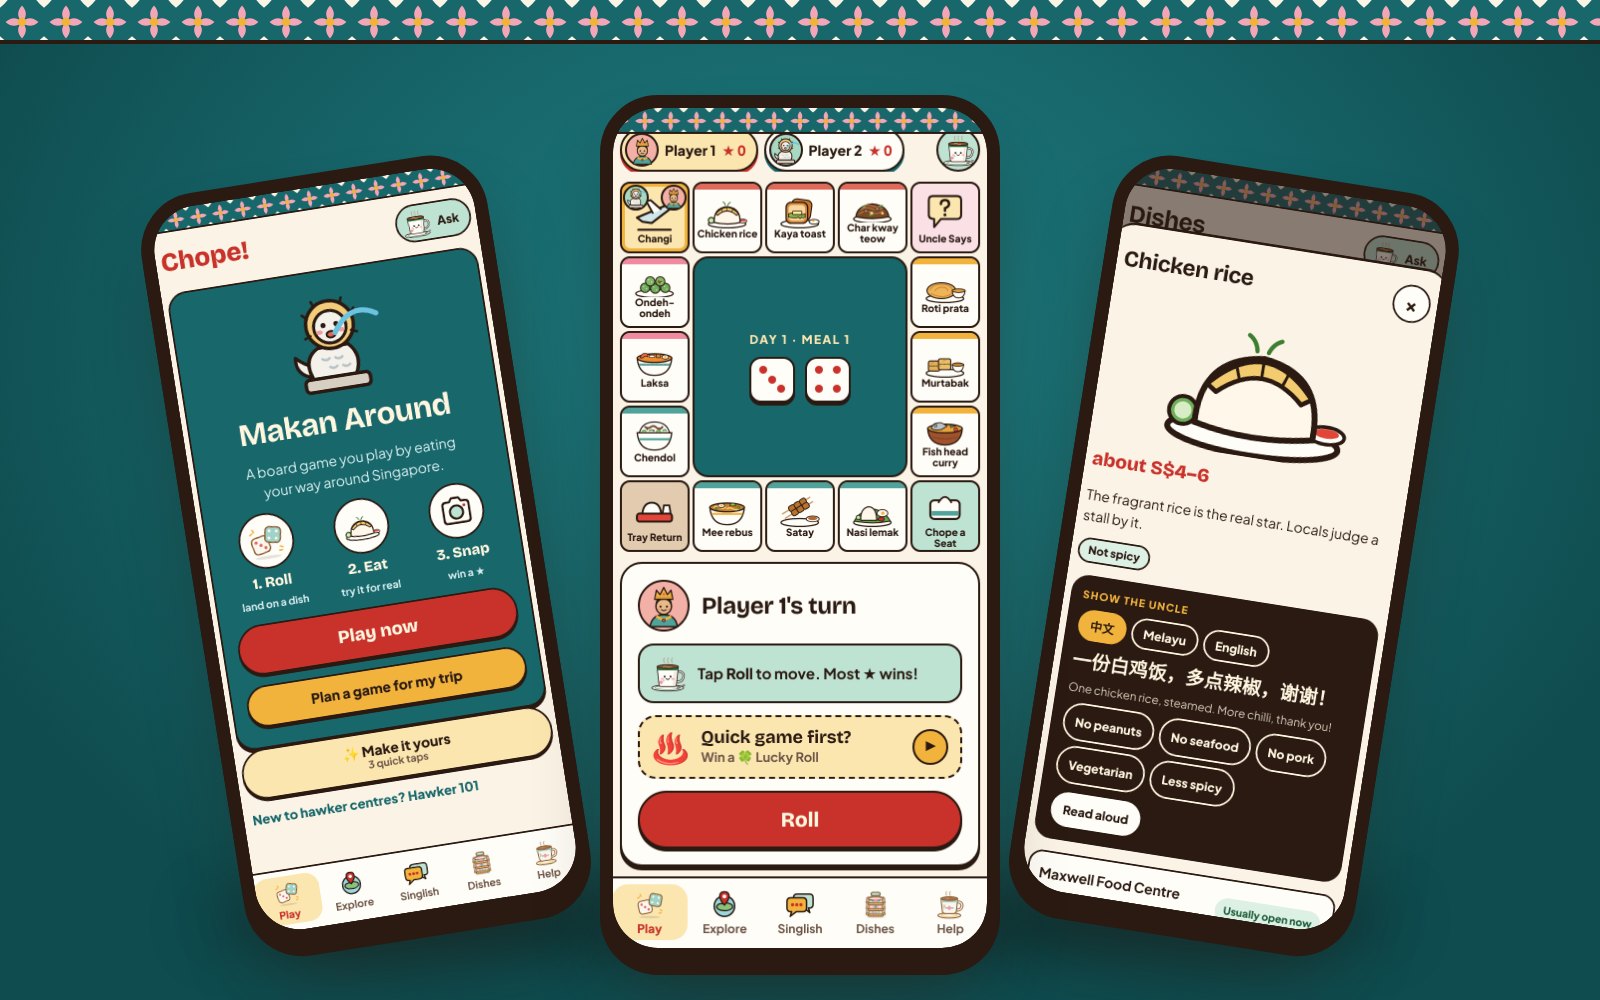 Chope!
Ask
Makan Around
A board game you play by eating
your way around Singapore.
1. Roll
land on a dish
2. Eat
try it for real
3. Snap
win a ★
Play now
Plan a game for my trip
✨ Make it yours
3 quick taps
New to hawker centres? Hawker 101
Play
Explore
Singlish
Dishes
Help
Player 1 ★ 0
Player 2 ★ 0
Changi
Chicken rice
Kaya toast
Char kway
teow
?
Uncle Says
Ondeh-
ondeh
Roti prata
Laksa
Murtabak
Chendol
Fish head
curry
DAY 1 · MEAL 1
Tray Return
Mee rebus
Satay
Nasi lemak
Chope a
Seat
Player 1's turn
Tap Roll to move. Most ★ wins!
Quick game first?
Win a 🍀 Lucky Roll
Roll
Play
Explore
Singlish
Dishes
Help
Dishes
Ask
Chicken rice
×
about S$4–6
The fragrant rice is the real star. Locals judge a
stall by it.
Not spicy
SHOW THE UNCLE
中文
Melayu
English
一份白鸡饭，多点辣椒，谢谢！
One chicken rice, steamed. More chilli, thank you!
No peanuts
No seafood
No pork
Vegetarian
Less spicy
Read aloud
Maxwell Food Centre
Usually open now